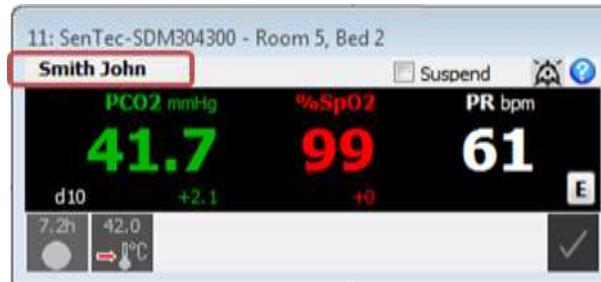 11: SenTec-SDM304300 - Room 5, Bed 2
Smith John Suspend ?
PCO2 mmHg %SpO2 PR bpm
41.7 99 61
d10 +2.1 +0 E
7.2h 42.0
°C